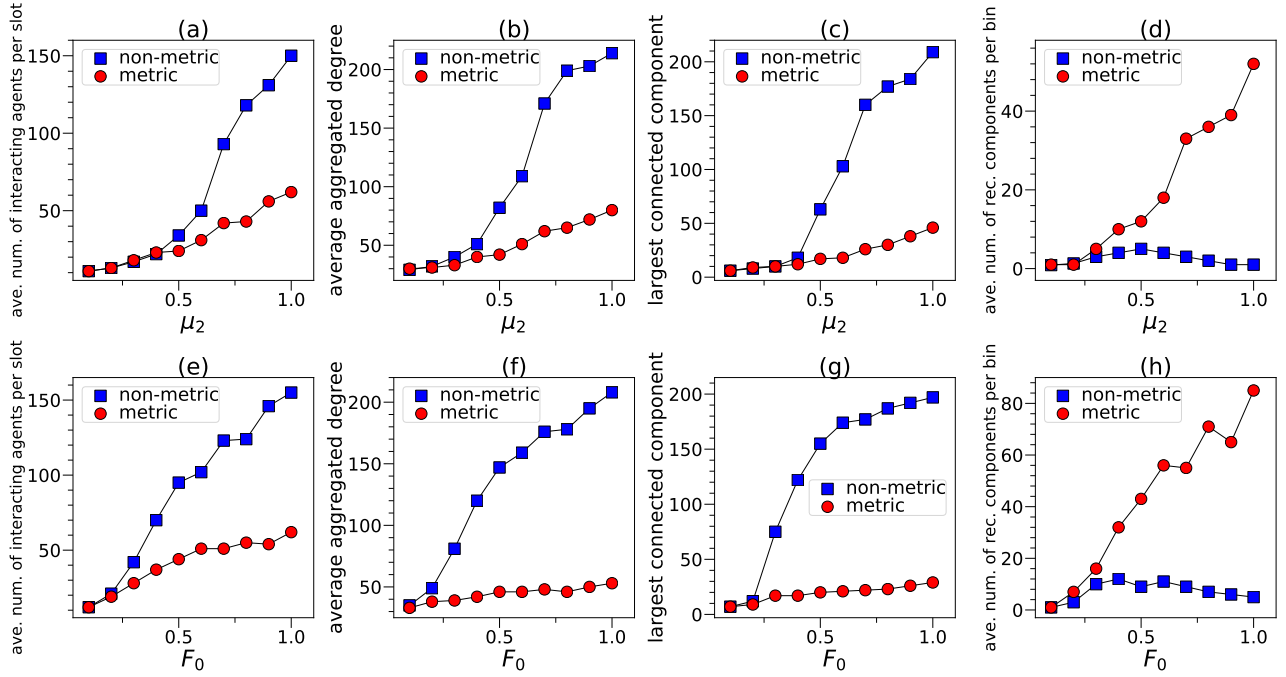 (a)
ave. num. of interacting agents per slot
150
100
50
non-metric
metric
0.5
1.0
μ2
(b)
average aggregated degree
200
150
100
50
non-metric
metric
0.5
1.0
μ2
(c)
largest connected component
200
150
100
50
0
non-metric
metric
0.5
1.0
μ2
(d)
ave. num. of rec. components per bin
40
20
0
non-metric
metric
0.5
1.0
μ2
(e)
ave. num. of interacting agents per slot
150
100
50
non-metric
metric
0.5
1.0
F0
(f)
average aggregated degree
200
150
100
50
non-metric
metric
0.5
1.0
F0
(g)
largest connected component
200
150
100
50
0
non-metric
metric
0.5
1.0
F0
(h)
ave. num. of rec. components per bin
80
60
40
20
0
non-metric
metric
0.5
1.0
F0